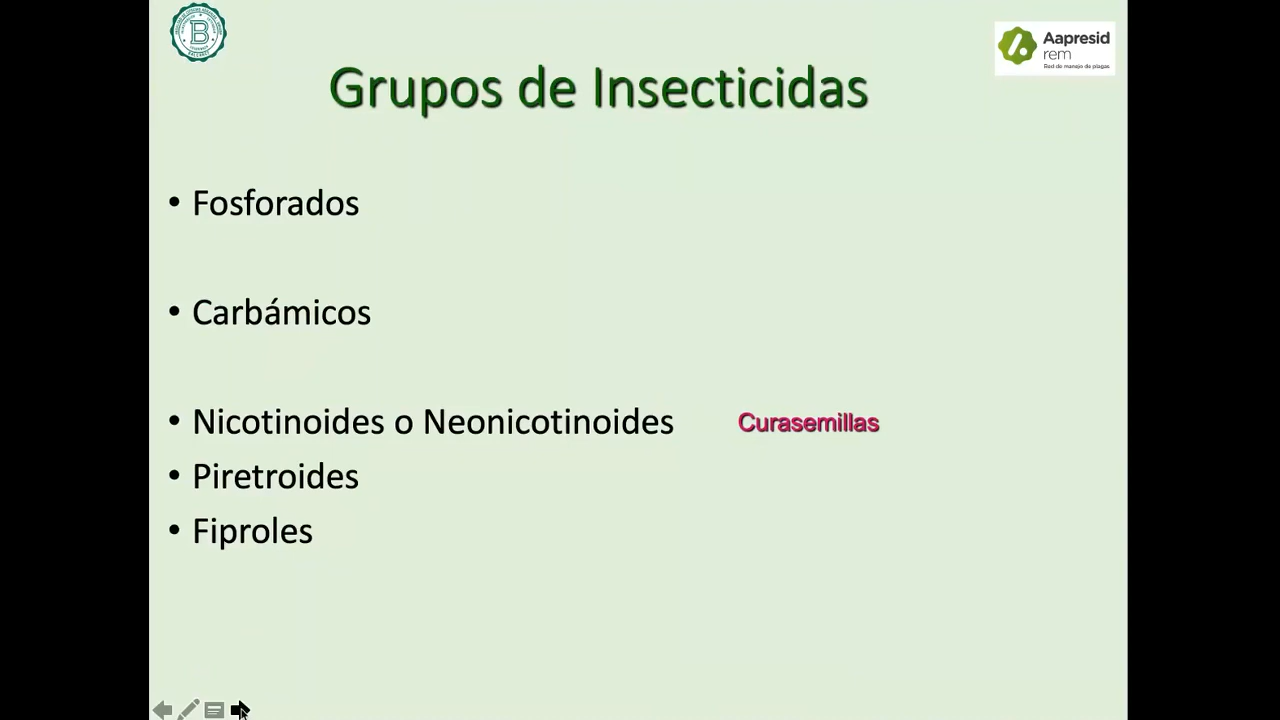 Aapresid
rem
Red de manejo de plagas
Grupos de Insecticidas
• Fosforados
• Carbámicos
• Nicotinoides o Neonicotinoides
Curasemillas
• Piretroides
• Fiproles